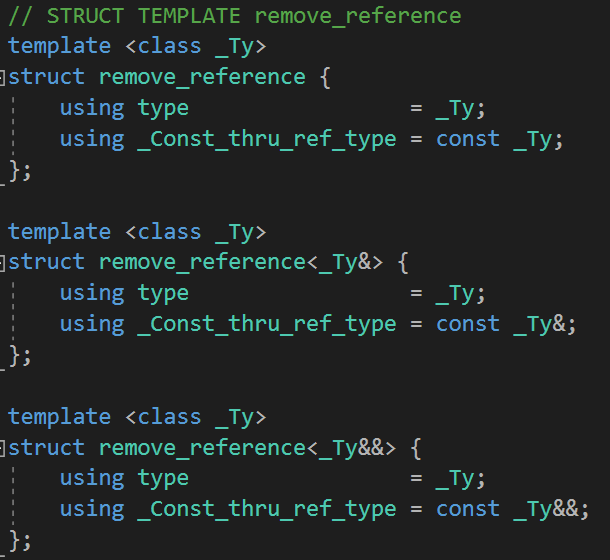 // STRUCT TEMPLATE remove_reference
template <class _Ty>
struct remove_reference {
    using type                 = _Ty;
    using _Const_thru_ref_type = const _Ty;
};

template <class _Ty>
struct remove_reference<_Ty&> {
    using type                 = _Ty;
    using _Const_thru_ref_type = const _Ty&;
};

template <class _Ty>
struct remove_reference<_Ty&&> {
    using type                 = _Ty;
    using _Const_thru_ref_type = const _Ty&&;
};